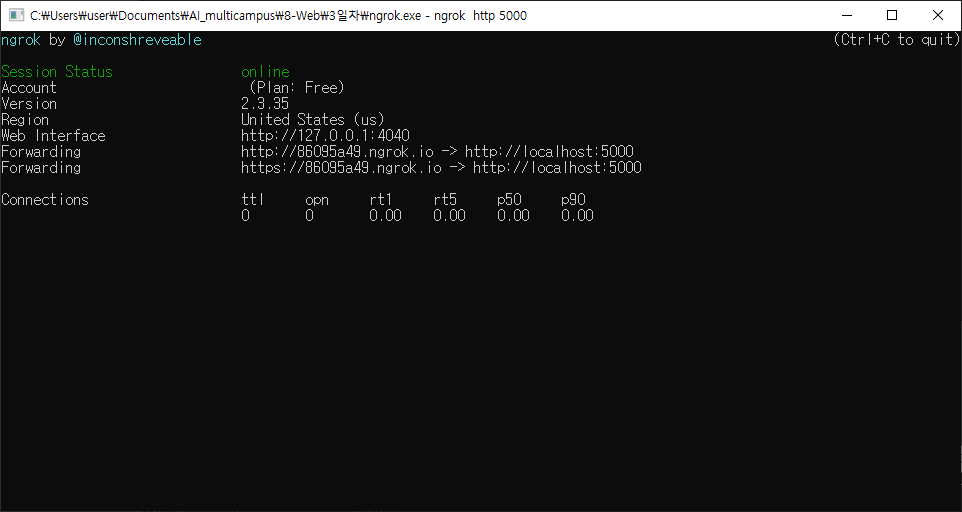 C:₩Users₩user₩Documents₩AI_multicampus₩8-Web₩3일차₩ngrok.exe - ngrok  http 5000
ngrok by @inconshreveable (Ctrl+C to quit)
Session Status online
Account (Plan: Free)
Version 2.3.35
Region United States (us)
Web Interface http://127.0.0.1:4040
Forwarding http://86095a49.ngrok.io -> http://localhost:5000
Forwarding https://86095a49.ngrok.io -> http://localhost:5000
Connections ttl opn rt1 rt5 p50 p90
0 0 0.00 0.00 0.00 0.00